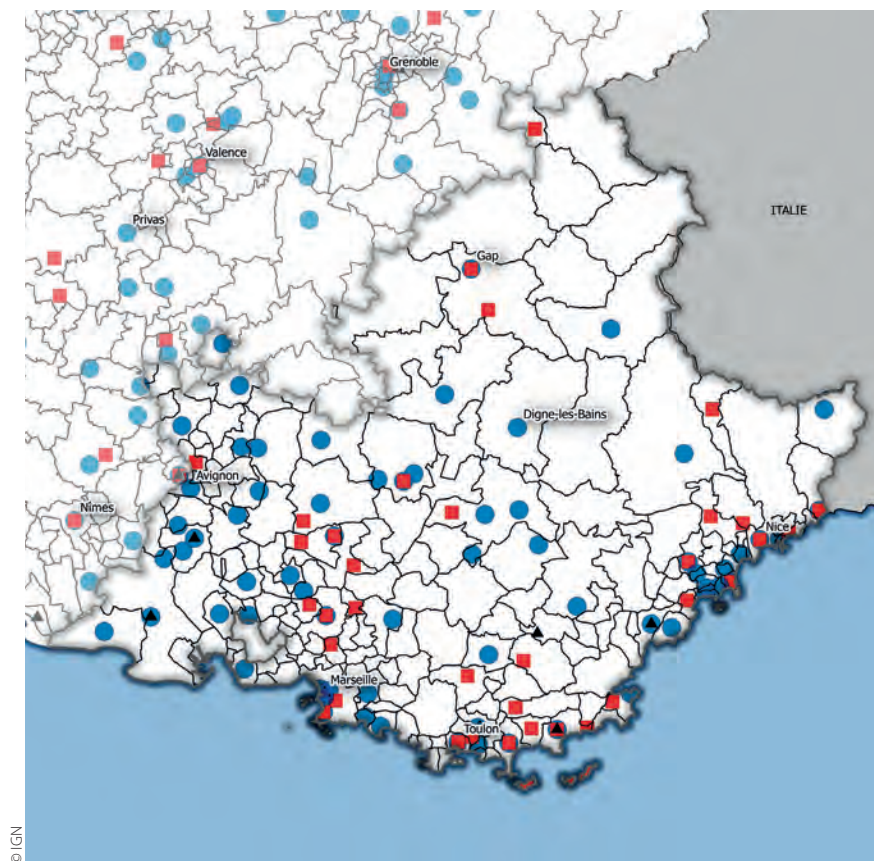 Grenoble
Valence
ITALIE
Privas
Gap
Digne-les-Bains
Avignon
Nîmes
Nice
Marseille
Toulon
© IGN